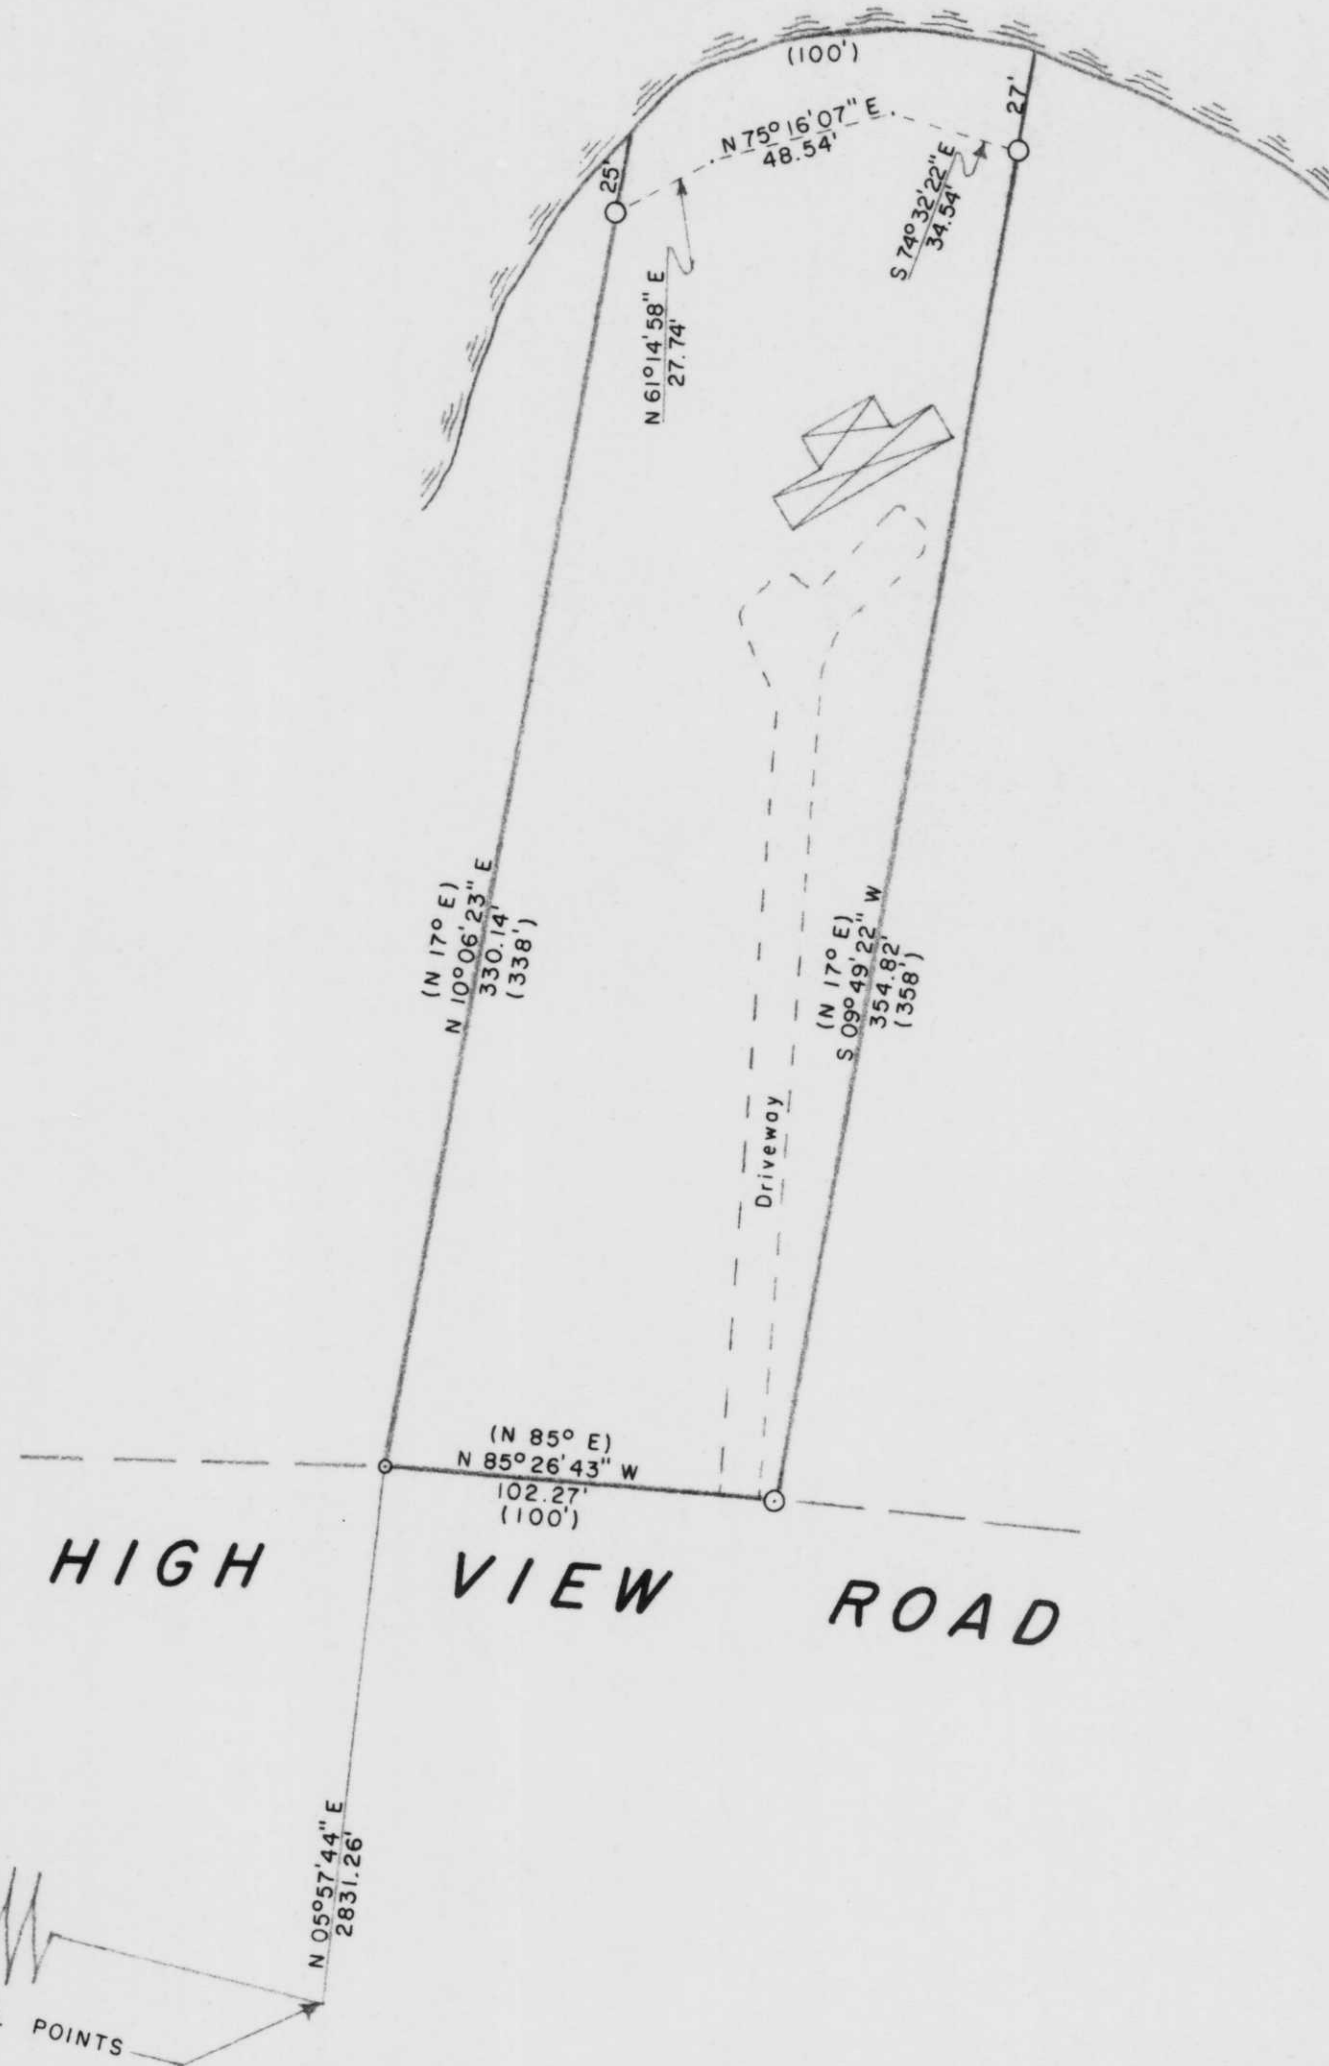 (100')
27'
N 75° 16' 07" E
48.54'
25'
S 74° 32' 22" E
34.54'
N 61° 14' 58" E
27.74'
(N 17° E)
N 10° 06' 23" E
330.14'
(338')
(N 17° E)
S 09° 49' 22" W
354.82'
(358')
Driveway
(N 85° E)
N 85° 26' 43" W
102.27'
(100')
HIGH VIEW ROAD
N 05° 57' 44" E
2831.26'
POINTS